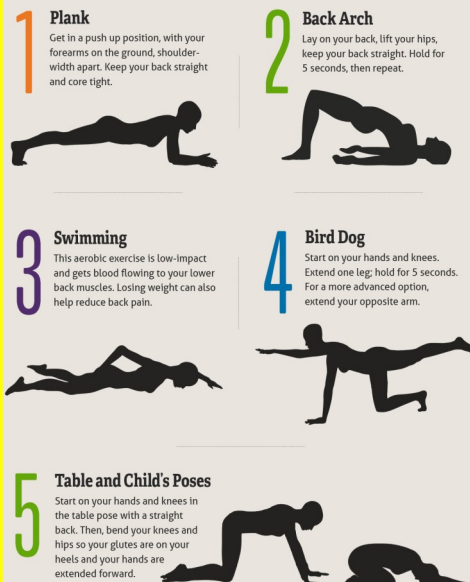 1
Plank
Get in a push up position, with your
forearms on the ground, shoulder-
width apart. Keep your back straight
and core tight.
2
Back Arch
Lay on your back, lift your hips,
keep your back straight. Hold for
5 seconds, then repeat.
3
Swimming
This aerobic exercise is low-impact
and gets blood flowing to your lower
back muscles. Losing weight can also
help reduce back pain.
4
Bird Dog
Start on your hands and knees.
Extend one leg; hold for 5 seconds.
For a more advanced option,
extend your opposite arm.
5
Table and Child's Poses
Start on your hands and knees in
the table pose with a straight
back. Then, bend your knees and
hips so your glutes are on your
heels and your hands are
extended forward.